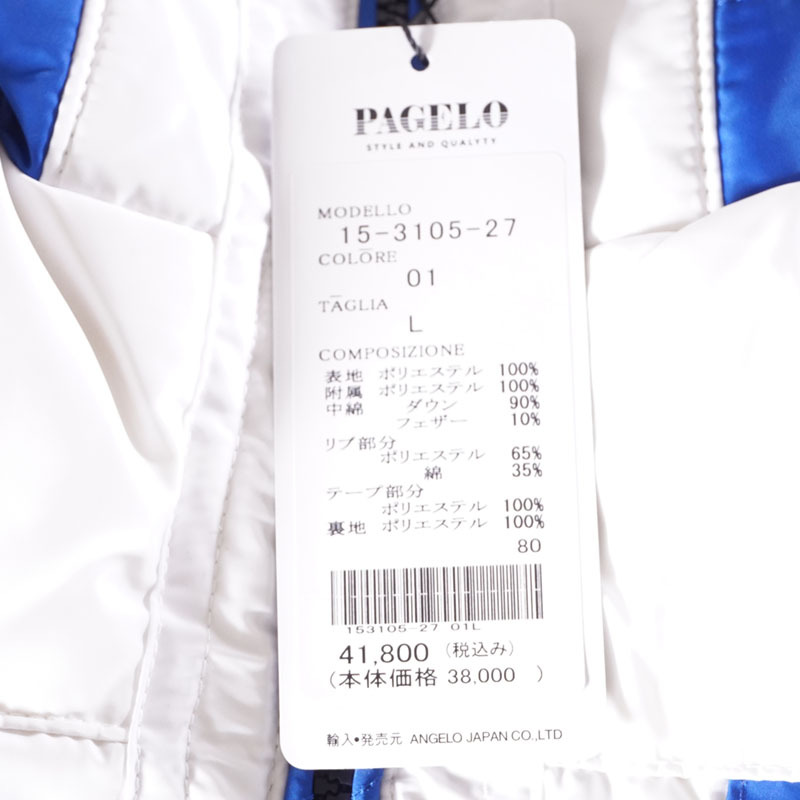 PAGELO
STYLE AND QUALYTY
MODELLO
15-3105-27
COLORE
01
TAGLIA
L
COMPOSIZIONE
表地 ポリエステル 100%
附属 ポリエステル 100%
中綿 ダウン 90%
フェザー 10%
リブ部分
ポリエステル 65%
綿 35%
テープ部分
ポリエステル 100%
裏地 ポリエステル 100%
80
153105-27 01L
41,800 (税込み)
(本体価格 38,000 )
輸入•発売元 ANGELO JAPAN CO.,LTD